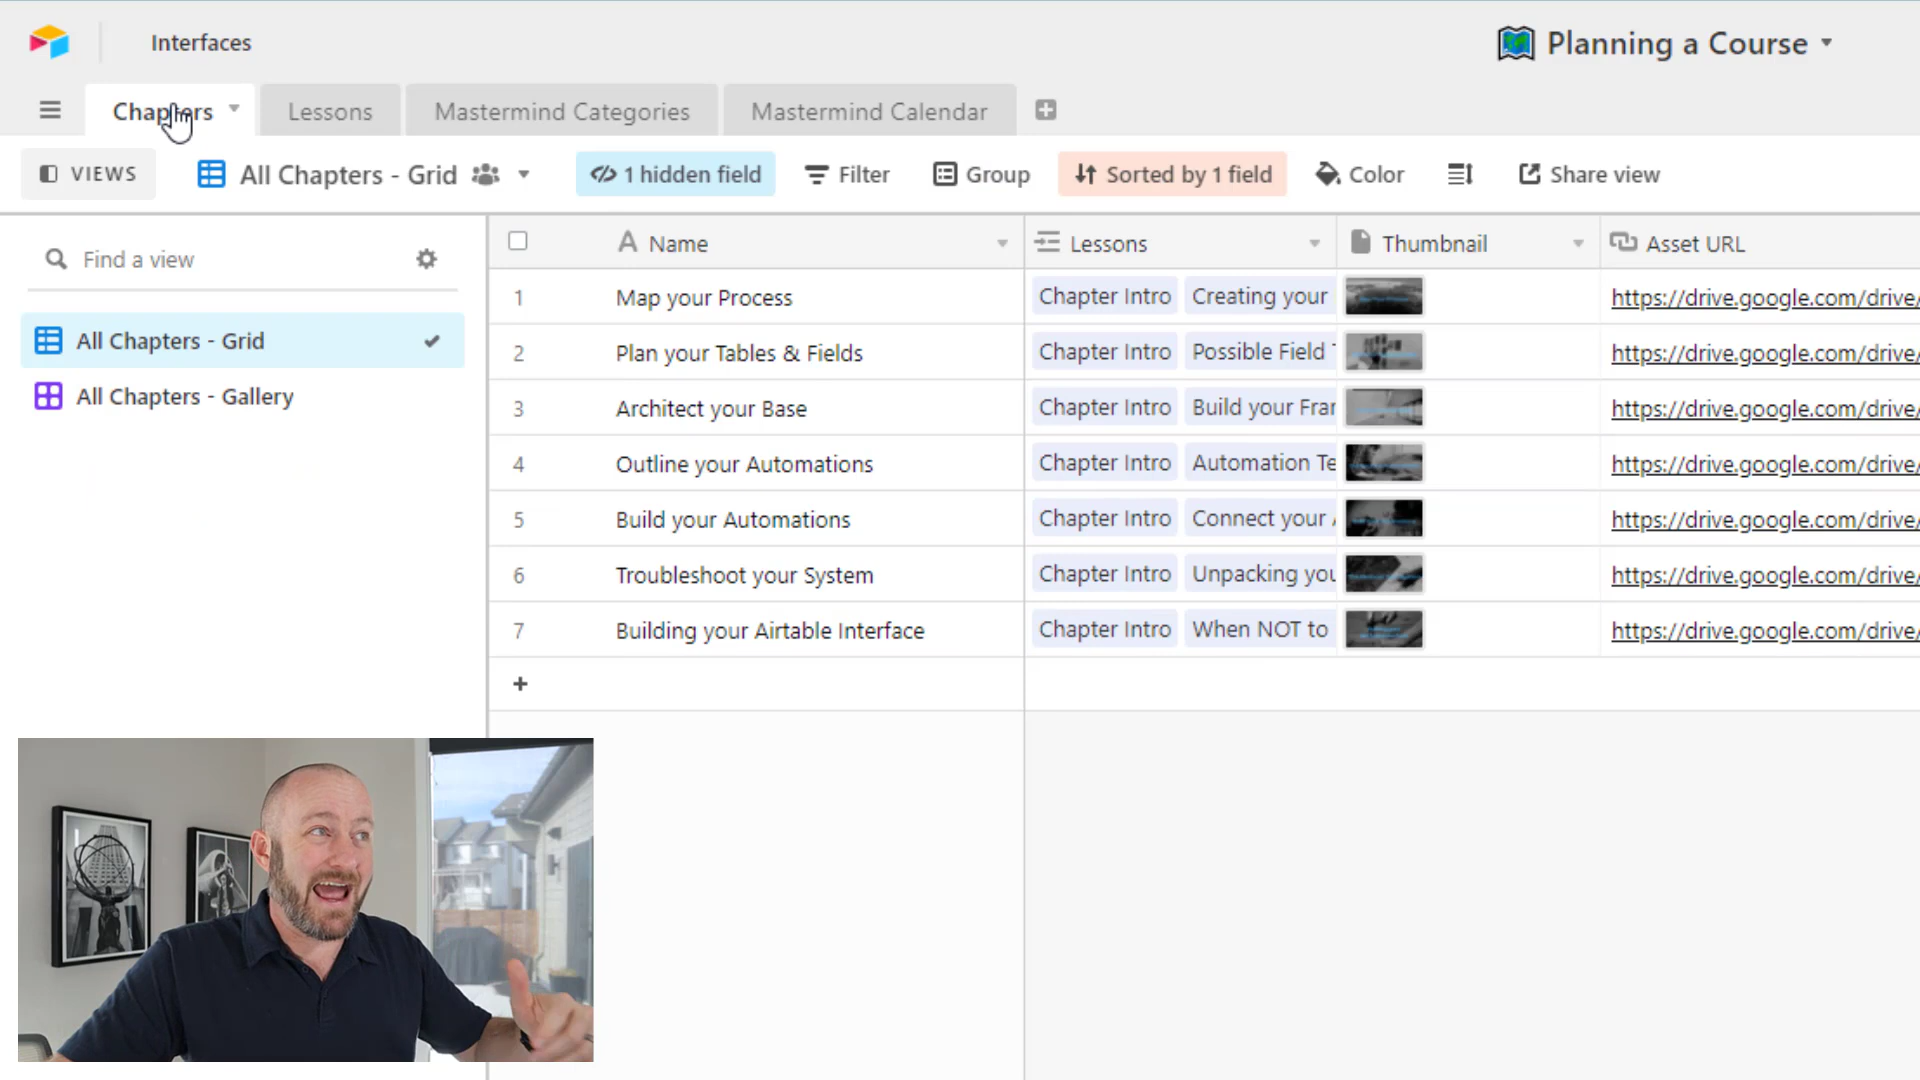 Interfaces
Planning a Course
Chapters
Lessons
Mastermind Categories
Mastermind Calendar
VIEWS
All Chapters - Grid
1 hidden field
Filter
Group
Sorted by 1 field
Color
Share view
Find a view
All Chapters - Grid
All Chapters - Gallery
Name Lessons Thumbnail Asset URL
1 Map your Process Chapter Intro Creating your https://drive.google.com/drive/
2 Plan your Tables & Fields Chapter Intro Possible Field https://drive.google.com/drive/
3 Architect your Base Chapter Intro Build your Fra https://drive.google.com/drive/
4 Outline your Automations Chapter Intro Automation Te https://drive.google.com/drive/
5 Build your Automations Chapter Intro Connect your https://drive.google.com/drive/
6 Troubleshoot your System Chapter Intro Unpacking you https://drive.google.com/drive/
7 Building your Airtable Interface Chapter Intro When NOT to https://drive.google.com/drive/